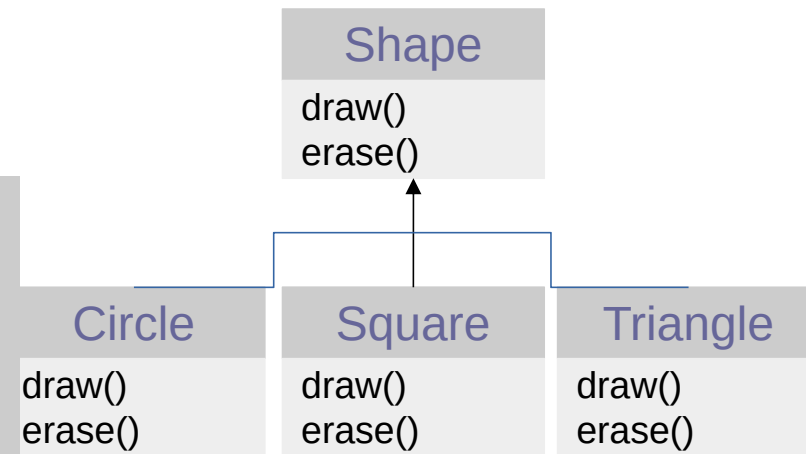 Shape
draw()
erase()
Circle
draw()
erase()
Square
draw()
erase()
Triangle
draw()
erase()